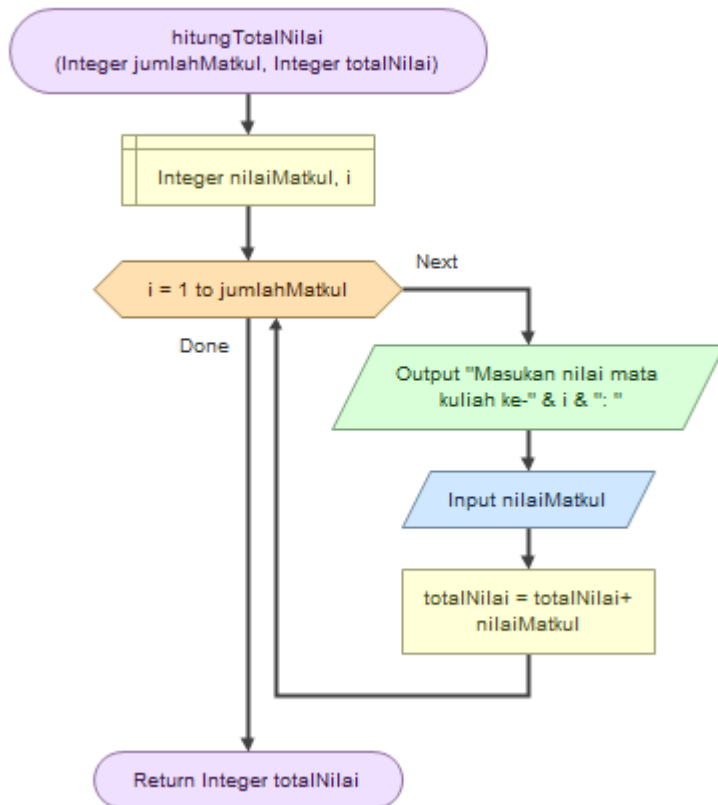 hitungTotalNilai
(Integer jumlahMatkul, Integer totalNilai)
Integer nilaiMatkul, i
i = 1 to jumlahMatkul
Next
Done
Output "Masukan nilai mata
kuliah ke-" & i & ": "
Input nilaiMatkul
totalNilai = totalNilai+
nilaiMatkul
Return Integer totalNilai